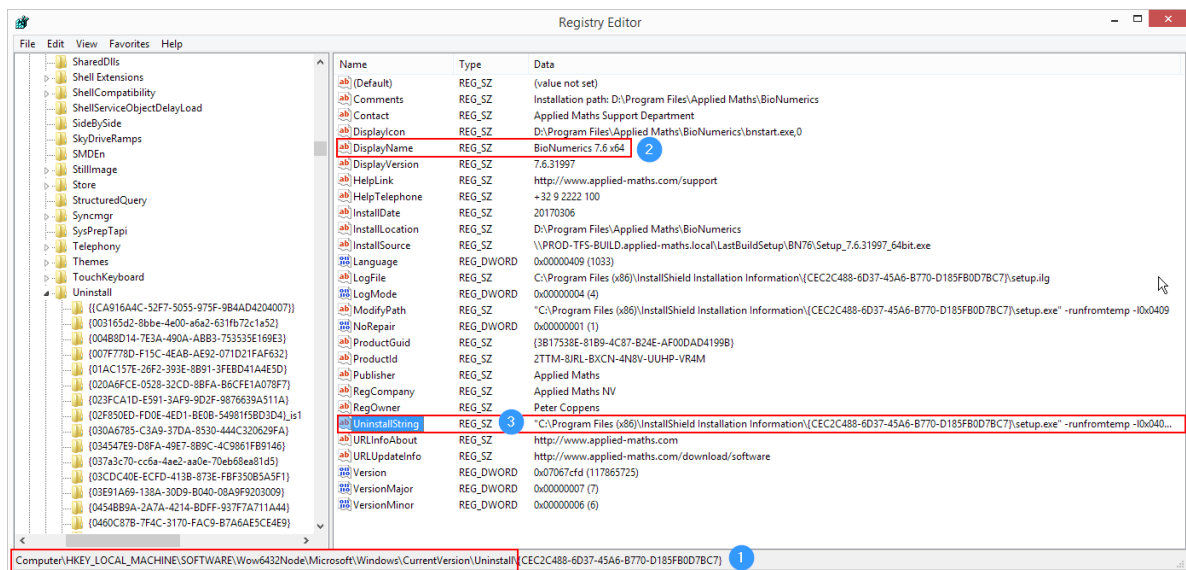 Registry Editor
File Edit View Favorites Help
SharedDlls
Shell Extensions
ShellCompatibility
ShellServiceObjectDelayLoad
SideBySide
SkyDriveRamps
SMDEn
StillImage
Store
StructuredQuery
Syncmgr
SysPrepTapi
Telephony
Themes
TouchKeyboard
Uninstall
{{CA916A4C-52F7-5055-975F-9B4AD4204007}}
{003165d2-8bbe-4e00-a6a2-631fb72c1a52}
{004B8D14-7E3A-490A-ABB3-753535E169E3}
{007F778D-F15C-4EAB-AE92-071D21FAF632}
{01AC157E-26F2-393E-8B91-3FEBD41A4E5D}
{020A6FCE-0528-32CD-8BFA-B6CFE1A078F7}
{023FCA1D-E591-3AF9-9D2F-9876639A511A}
{02F850ED-FD0E-4ED1-BE0B-54981f5BD3D4}_is1
{030A6785-C3A9-37DA-8530-444C320629FA}
{034547E9-D8FA-49E7-8B9C-4C9861FB9146}
{037a3c70-cc6a-4ae2-aa0e-70eb68ea81d5}
{03CDC40E-ECFD-413B-873E-FBF350B5A5F1}
{03E91A69-138A-30D9-B040-08A9F9203009}
{0454BB9A-2A7A-4214-BDFF-937F7A711A44}
{0460C87B-7F4C-3170-FAC9-B7A6AE5CE4E9}
Name Type Data
(Default) REG_SZ (value not set)
Comments REG_SZ Installation path: D:\Program Files\Applied Maths\BioNumerics
Contact REG_SZ Applied Maths Support Department
DisplayIcon REG_SZ D:\Program Files\Applied Maths\BioNumerics\bnstart.exe,0
DisplayName REG_SZ BioNumerics 7.6 x64 2
DisplayVersion REG_SZ 7.6.31997
HelpLink REG_SZ http://www.applied-maths.com/support
HelpTelephone REG_SZ +32 9 2222 100
InstallDate REG_SZ 20170306
InstallLocation REG_SZ D:\Program Files\Applied Maths\BioNumerics
InstallSource REG_SZ \\PROD-TFS-BUILD.applied-maths.local\LastBuildSetup\BN76\Setup_7.6.31997_64bit.exe
Language REG_DWORD 0x00000409 (1033)
LogFile REG_SZ C:\Program Files (x86)\InstallShield Installation Information\{CEC2C488-6D37-45A6-B770-D185FB0D7BC7}\setup.ilg
LogMode REG_DWORD 0x00000004 (4)
ModifyPath REG_SZ "C:\Program Files (x86)\InstallShield Installation Information\{CEC2C488-6D37-45A6-B770-D185FB0D7BC7}\setup.exe" -runfromtemp -l0x0409
NoRepair REG_DWORD 0x00000001 (1)
ProductGuid REG_SZ {3B17538E-81B9-4C87-B24E-AF00DAD4199B}
ProductId REG_SZ 2TTM-8JRL-BXCN-4N8V-UUHP-VR4M
Publisher REG_SZ Applied Maths
RegCompany REG_SZ Applied Maths NV
RegOwner REG_SZ Peter Coppens
UninstallString REG_SZ 3 "C:\Program Files (x86)\InstallShield Installation Information\{CEC2C488-6D37-45A6-B770-D185FB0D7BC7}\setup.exe" -runfromtemp -l0x040...
URLInfoAbout REG_SZ http://www.applied-maths.com
URLUpdateInfo REG_SZ http://www.applied-maths.com/download/software
Version REG_DWORD 0x07067cfd (117865725)
VersionMajor REG_DWORD 0x00000007 (7)
VersionMinor REG_DWORD 0x00000006 (6)
Computer\HKEY_LOCAL_MACHINE\SOFTWARE\Wow6432Node\Microsoft\Windows\CurrentVersion\Uninstall\{CEC2C488-6D37-45A6-B770-D185FB0D7BC7} 1